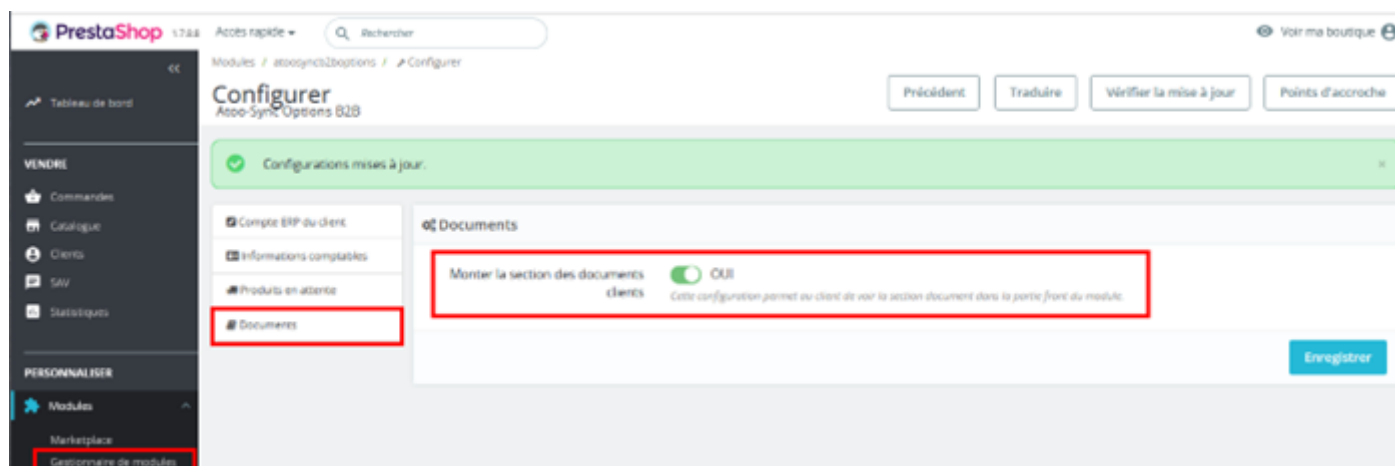 PrestaShop 1.7.8.8 Accès rapide Rechercher Voir ma boutique
Modules / atoosyncb2boptions / Configurer
Configurer
Atoo-Sync Options B2B
Précédent Traduire Vérifier la mise à jour Points d'accroche
Tableau de bord
VENDRE
Commandes
Catalogue
Clients
SAV
Statistiques
PERSONNALISER
Modules
Marketplace
Gestionnaire de modules
Configurations mises à jour.
Compte ERP du client
Informations comptables
Produits en attente
Documents
Documents
Monter la section des documents
clients
OUI
Cette configuration permet au client de voir la section document dans la partie front du module.
Enregistrer